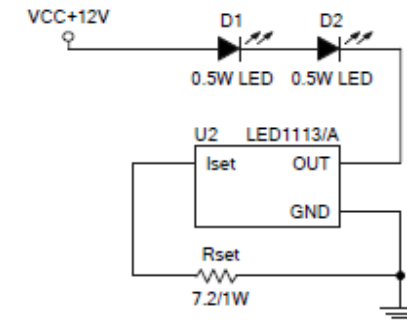 VCC+12V
D1 D2
0.5W LED 0.5W LED
U2 LED1113/A
Iset OUT
GND
Rset
7.2/1W